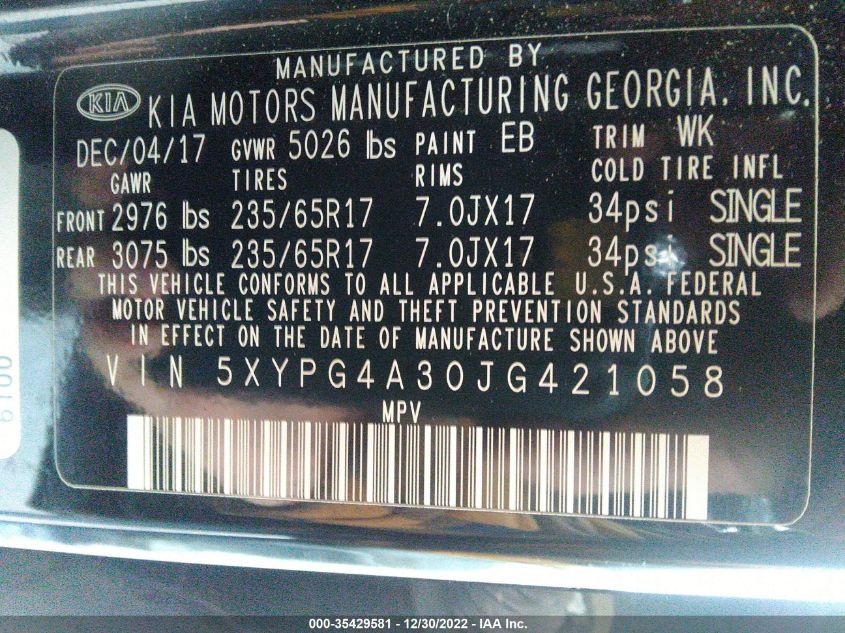 MANUFACTURED BY
KIA KIA MOTORS MANUFACTURING GEORGIA, INC.
DEC/04/17 GVWR 5026 lbs PAINT EB TRIM WK
GAWR TIRES RIMS COLD TIRE INFL
FRONT 2976 lbs 235/65R17 7.0JX17 34psi SINGLE
REAR 3075 lbs 235/65R17 7.0JX17 34psi SINGLE
THIS VEHICLE CONFORMS TO ALL APPLICABLE U.S.A. FEDERAL
MOTOR VEHICLE SAFETY AND THEFT PREVENTION STANDARDS
IN EFFECT ON THE DATE OF MANUFACTURE SHOWN ABOVE
VIN 5XYPG4A30JG421058
MPV
000-35429581 - 12/30/2022 - IAA Inc.